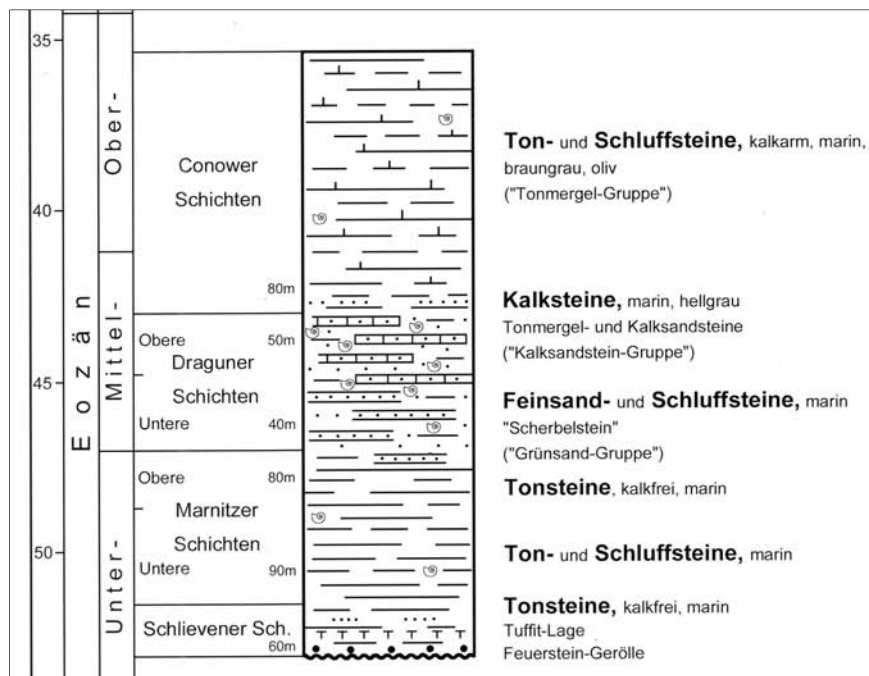 35
40
45
50
Eozän
Ober-
Mittel-
Unter-
Conower
Schichten
80m
Obere 50m
Draguner
Schichten
Untere 40m
Obere 80m
Marnitzer
Schichten
Untere 90m
Schlievener Sch.
60m
Ton- und Schluffsteine, kalkarm, marin,
braungrau, oliv
("Tonmergel-Gruppe")
Kalksteine, marin, hellgrau
Tonmergel- und Kalksandsteine
("Kalksandstein-Gruppe")
Feinsand- und Schluffsteine, marin
"Scherbelstein"
("Grünsand-Gruppe")
Tonsteine, kalkfrei, marin
Ton- und Schluffsteine, marin
Tonsteine, kalkfrei, marin
Tuffit-Lage
Feuerstein-Gerölle